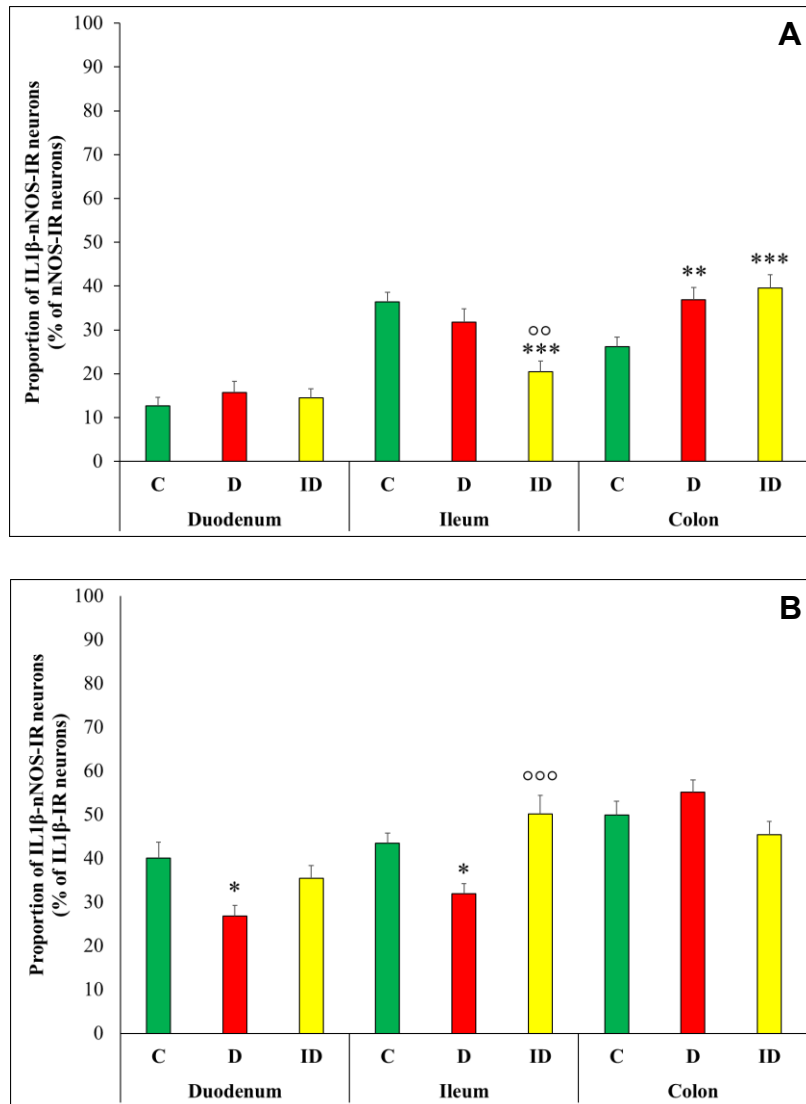 A
Proportion of IL1β-nNOS-IR neurons
(% of nNOS-IR neurons)
100
90
80
70
60
50
40
30
20
10
0
** ***
°°
***
C D ID C D ID C D ID
Duodenum Ileum Colon
B
Proportion of IL1β-nNOS-IR neurons
(% of IL1β-IR neurons)
100
90
80
70
60
50
40
30
20
10
0
°°°
* *
C D ID C D ID C D ID
Duodenum Ileum Colon